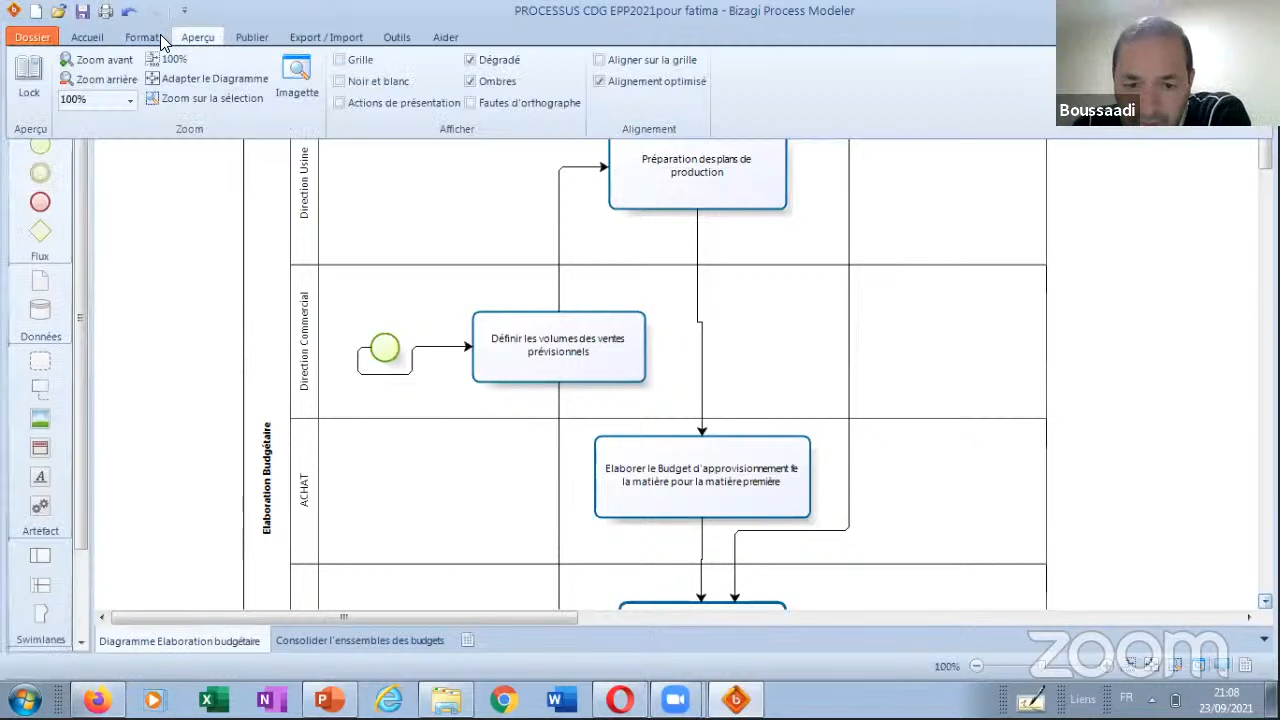 PROCESSUS CDG EPP2021pour fatima - Bizagi Process Modeler
Dossier
Accueil
Format
Aperçu
Publier
Export / Import
Outils
Aider
Lock
Zoom avant
Zoom arrière
100%
100%
Adapter le Diagramme
Zoom sur la sélection
Imagette
Grille
Noir et blanc
Actions de présentation
Dégradé
Ombres
Fautes d'orthographe
Aligner sur la grille
Alignement optimisé
Aperçu
Zoom
Afficher
Alignement
Boussaadi
Flux
Données
Artefact
Swimlanes
Elaboration Budgétaire
Direction Usine
Préparation des plans de
production
Direction Commercial
Définir les volumes des ventes
prévisionnels
ACHAT
Elaborer le Budget d'approvisionnement fe
la matière pour la matière première
Diagramme Elaboration budgétaire
Consolider l'enssembles des budgets
zoom
100%
Liens
FR
21:08
23/09/2021